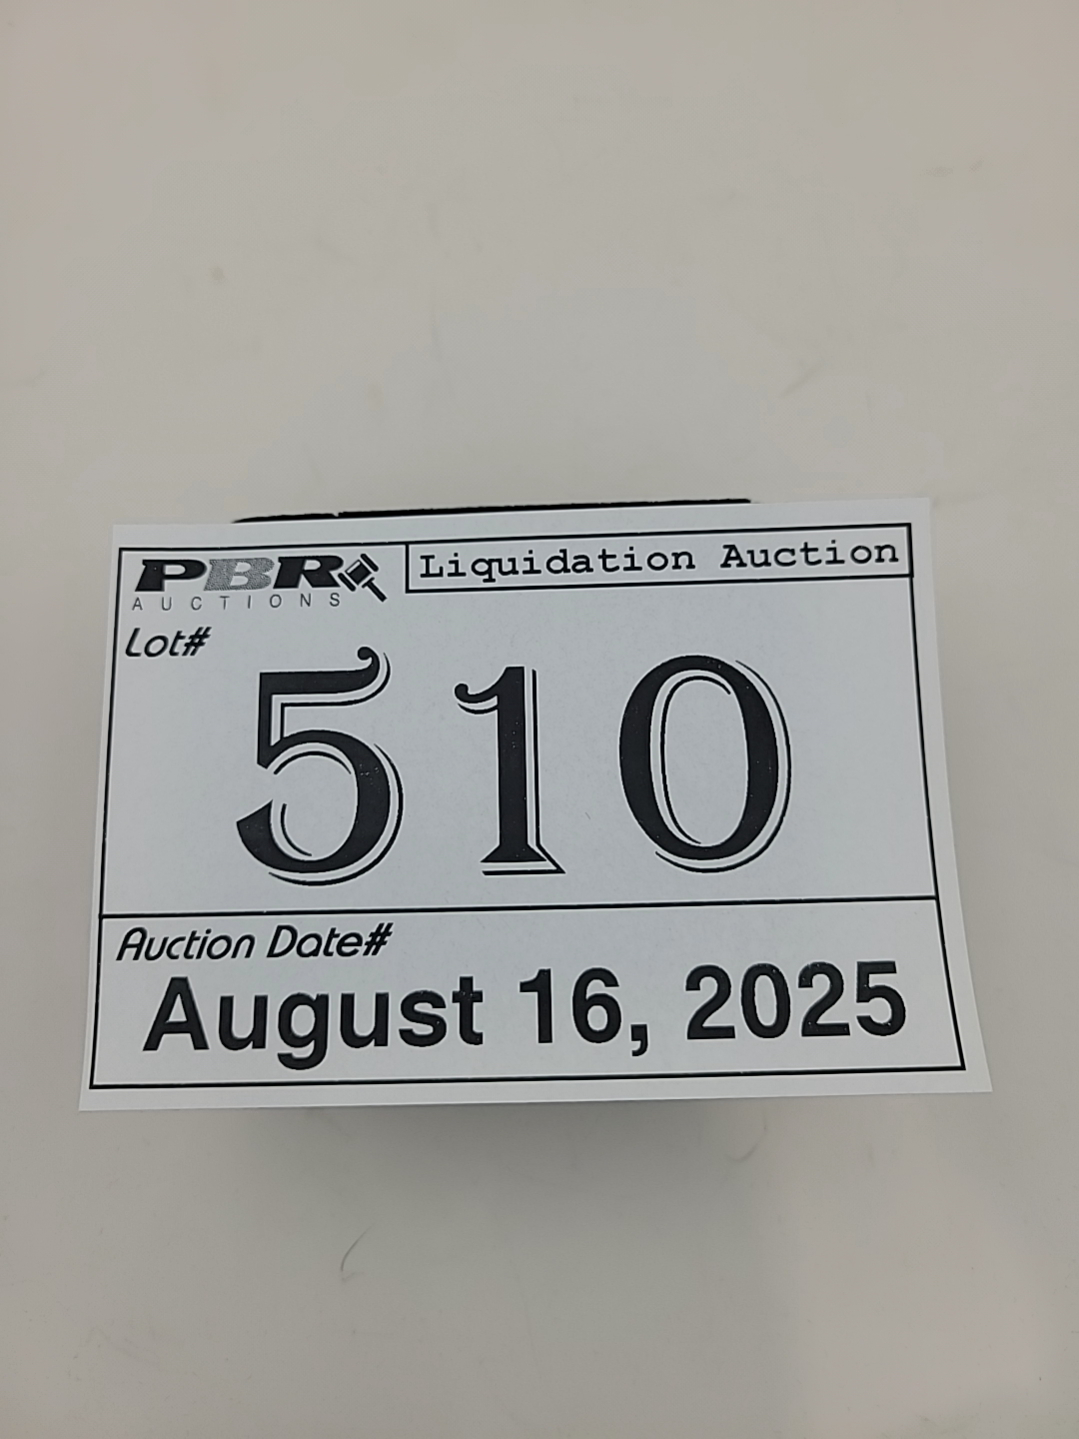 PBR
AUCTIONS
Liquidation Auction
Lot#
510
Auction Date#
August 16, 2025